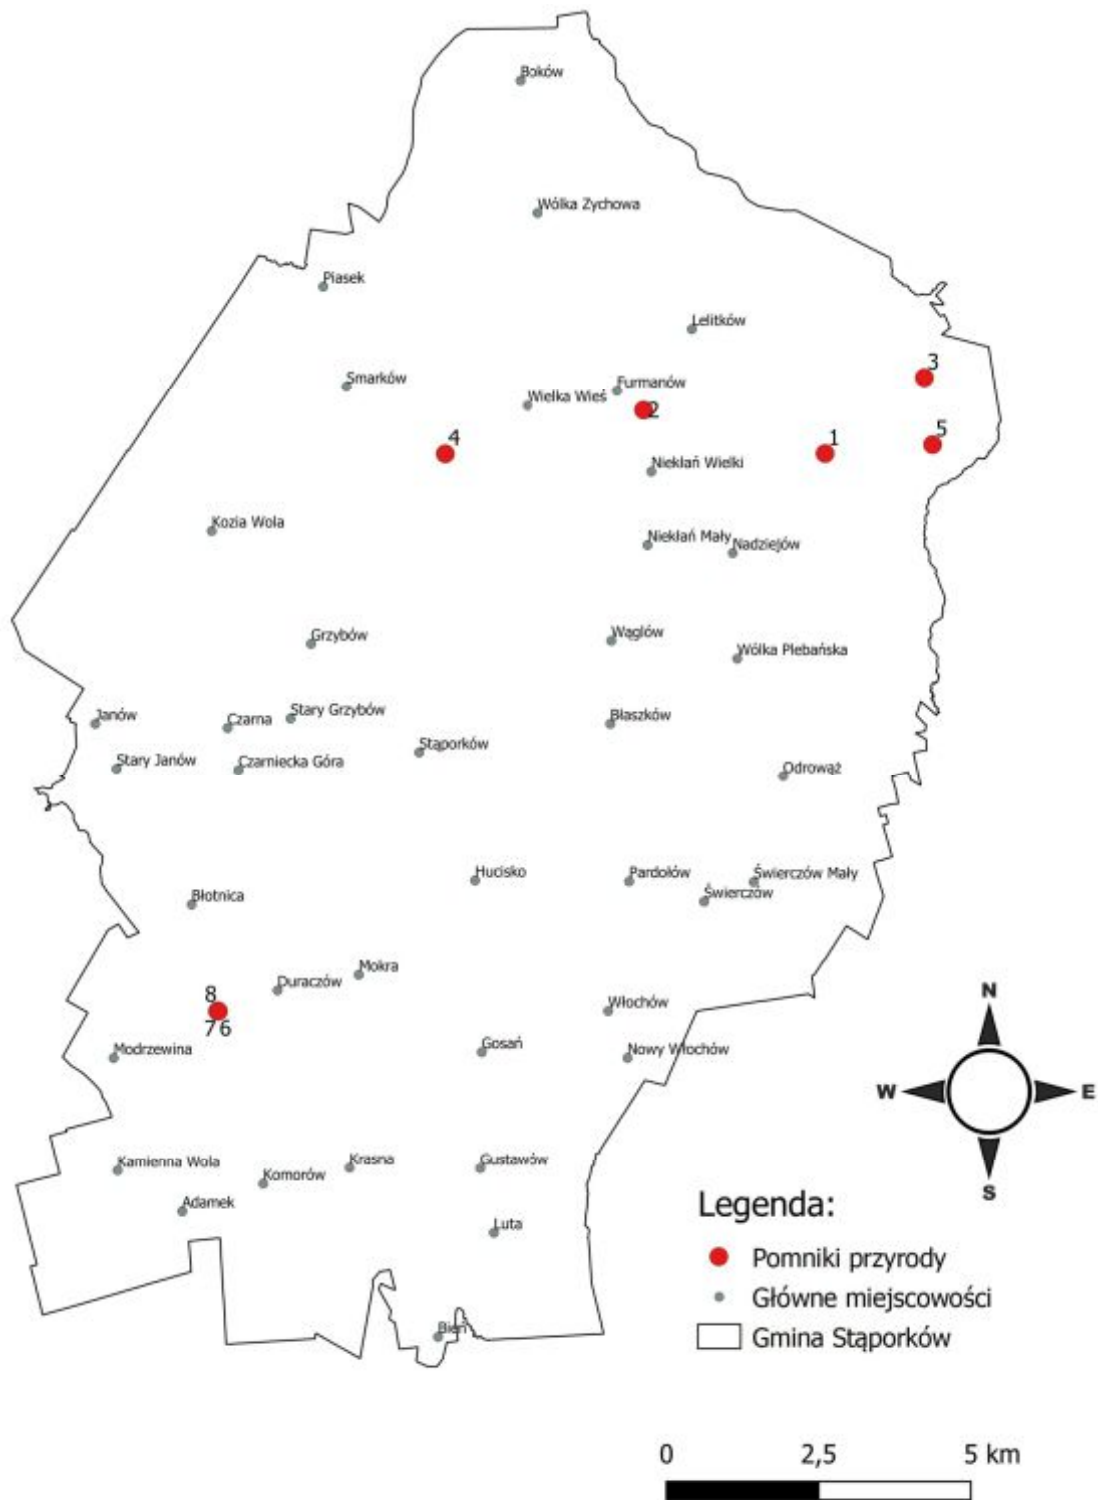 Boków
Wólka Zychowa
Piasek
Lelitków
3
Smarków
Furmanów
Wielka Wieś
2
4
1
5
Niekłań Wielki
Kozia Wola
Niekłań Mały
Nadziejów
Grzybów
Wąglów
Wólka Plebańska
Janów
Czarna
Stary Grzybów
Błaszków
Stąporków
Stary Janów
Czarniecka Góra
Odrowąż
Hucisko
Pardołów
Świerczów Mały
Świerczów
Błotnica
Mokra
Duraczów
8
7 6
Włochów
Modrzewina
Gosań
Nowy Włochów
N
W
E
S
Kamienna Wola
Komorów
Krasna
Gustawów
Adamek
Luta
Bień
Legenda:
Pomniki przyrody
Główne miejscowości
Gmina Stąporków
0 2,5 5 km